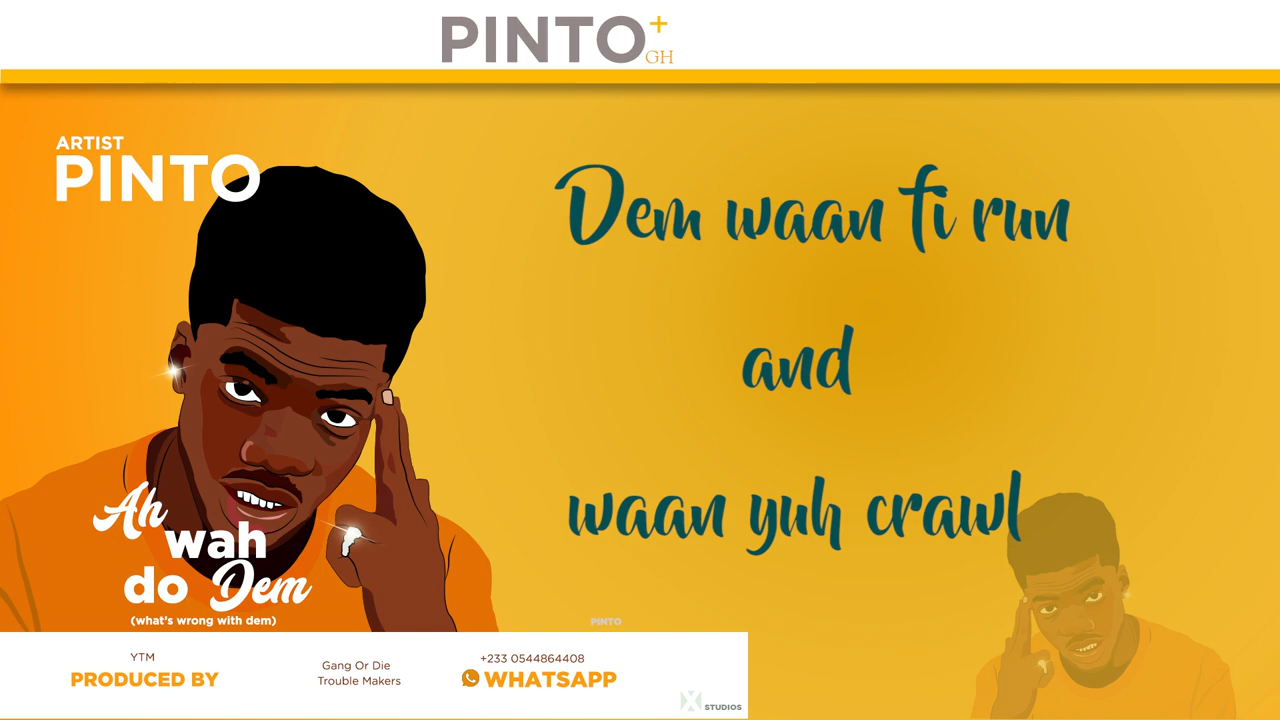 PINTO+
GH
ARTIST
PINTO
Dem waan fi run
and
waan yuh crawl
Ah
wah
do Dem
(what's wrong with dem)
PINTO
YTM
PRODUCED BY
Gang Or Die
Trouble Makers
+233 0544864408
WHATSAPP
X STUDIOS